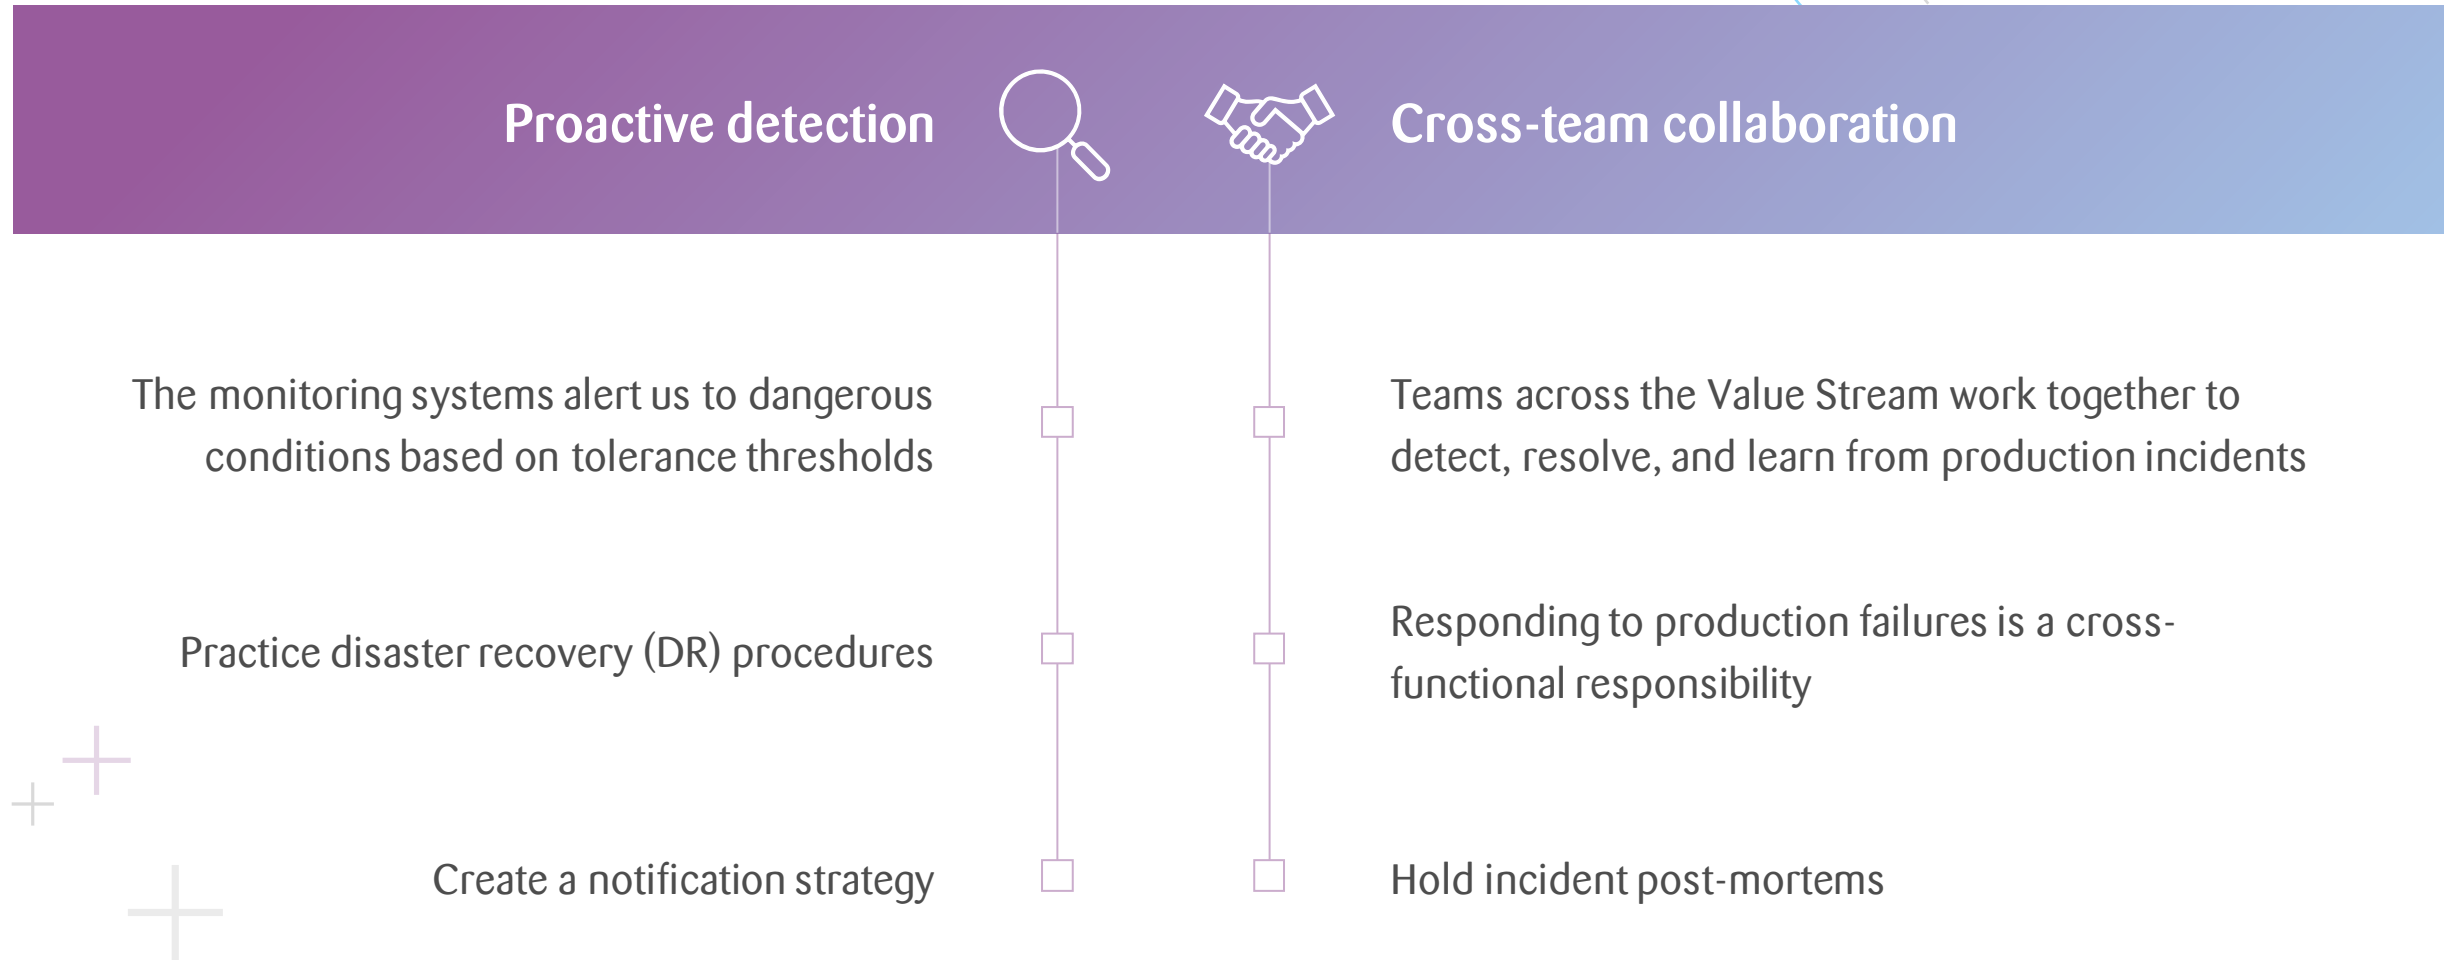 Proactive detection
Cross-team collaboration
The monitoring systems alert us to dangerous
conditions based on tolerance thresholds
Practice disaster recovery (DR) procedures
Create a notification strategy
Teams across the Value Stream work together to
detect, resolve, and learn from production incidents
Responding to production failures is a cross-
functional responsibility
Hold incident post-mortems